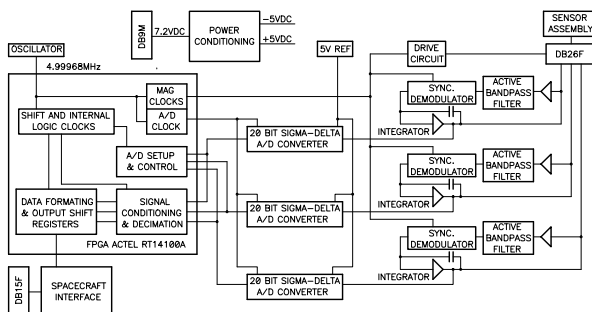 SENSOR
ASSEMBLY
DB9M
7.2VDC
POWER
CONDITIONING
-5VDC
+5VDC
OSCILLATOR
5V REF
DRIVE
CIRCUIT
DB26F
4.99968MHz
MAG
CLOCKS
A/D
CLOCK
SHIFT AND INTERNAL
LOGIC CLOCKS
A/D SETUP
& CONTROL
DATA FORMATING
& OUTPUT SHIFT
REGISTERS
SIGNAL
CONDITIONING
& DECIMATION
FPGA ACTEL RT14100A
DB15F
SPACECRAFT
INTERFACE
20 BIT SIGMA-DELTA
A/D CONVERTER
SYNC.
DEMODULATOR
ACTIVE
BANDPASS
FILTER
INTEGRATOR
20 BIT SIGMA-DELTA
A/D CONVERTER
SYNC.
DEMODULATOR
ACTIVE
BANDPASS
FILTER
INTEGRATOR
20 BIT SIGMA-DELTA
A/D CONVERTER
SYNC.
DEMODULATOR
ACTIVE
BANDPASS
FILTER
INTEGRATOR